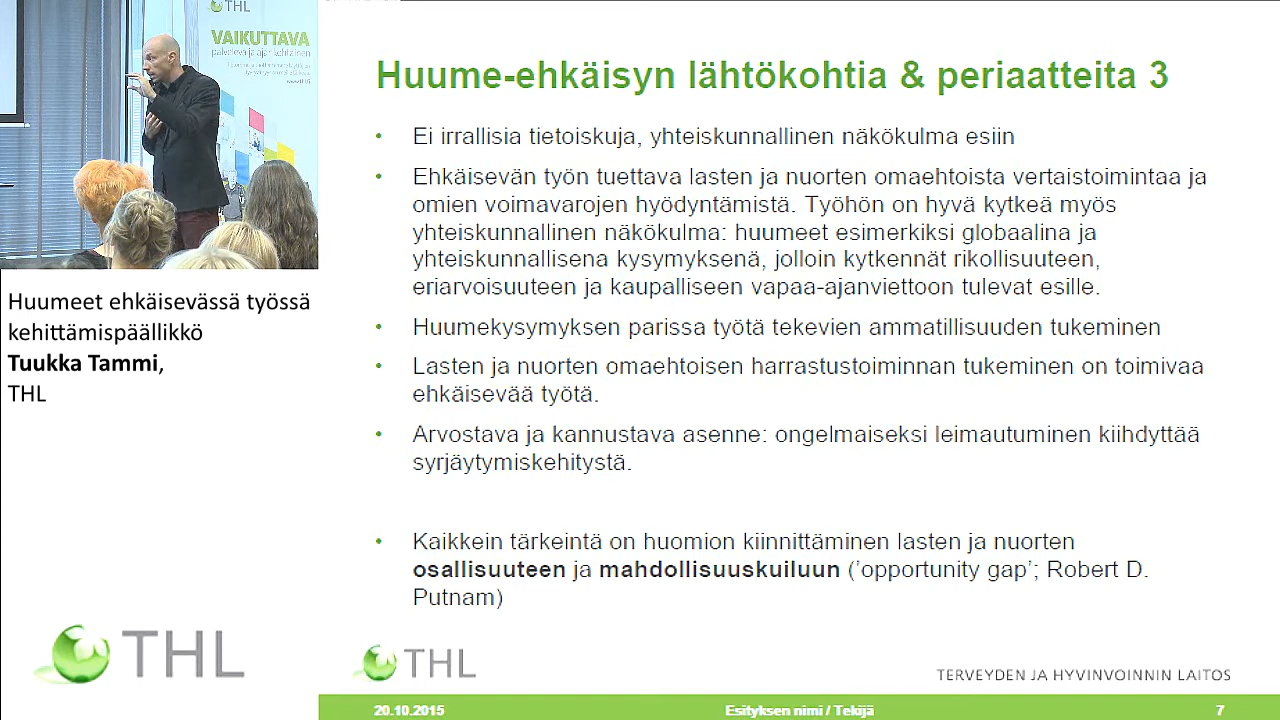 THL
VAIKUTTAVA
palveleva ja ajankohtainen
Huumeet ehkäisevässä työssä
kehittämispäällikkö
Tuukka Tammi,
THL
THL
Huume-ehkäisyn lähtökohtia & periaatteita 3
• Ei irrallisia tietoiskuja, yhteiskunnallinen näkökulma esiin
• Ehkäisevän työn tuettava lasten ja nuorten omaehtoista vertaistoimintaa ja
omien voimavarojen hyödyntämistä. Työhön on hyvä kytkeä myös
yhteiskunnallinen näkökulma: huumeet esimerkiksi globaalina ja
yhteiskunnallisena kysymyksenä, jolloin kytkennät rikollisuuteen,
eriarvoisuuteen ja kaupalliseen vapaa-ajanviettoon tulevat esille.
• Huumekysymyksen parissa työtä tekevien ammatillisuuden tukeminen
• Lasten ja nuorten omaehtoisen harrastustoiminnan tukeminen on toimivaa
ehkäisevää työtä.
• Arvostava ja kannustava asenne: ongelmaiseksi leimautuminen kiihdyttää
syrjäytymiskehitystä.
• Kaikkein tärkeintä on huomion kiinnittäminen lasten ja nuorten
osallisuuteen ja mahdollisuuskuiluun (’opportunity gap’; Robert D.
Putnam)
THL
TERVEYDEN JA HYVINVOINNIN LAITOS
20.10.2015
Esityksen nimi / Tekijä
7